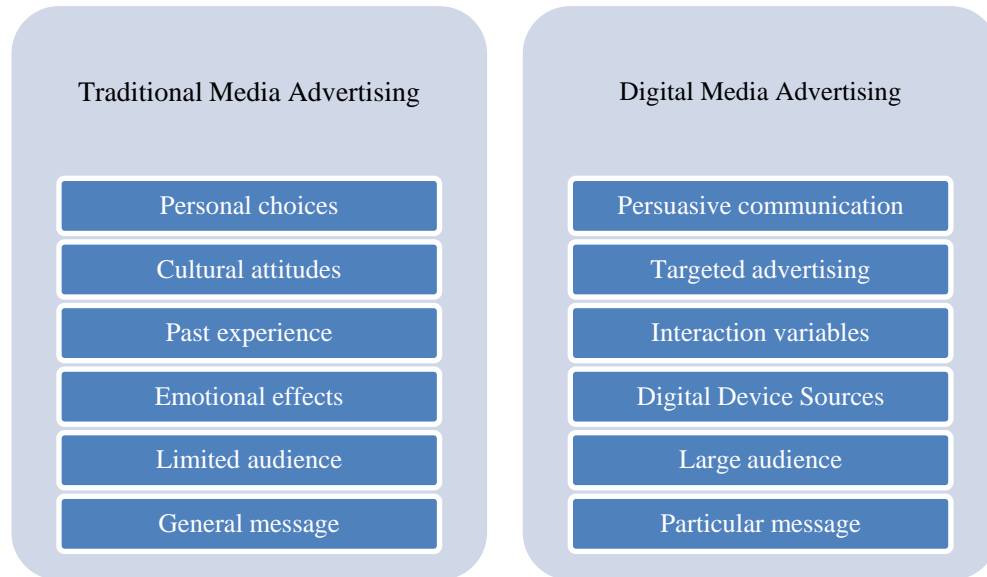 Traditional Media Advertising
Personal choices
Cultural attitudes
Past experience
Emotional effects
Limited audience
General message
Digital Media Advertising
Persuasive communication
Targeted advertising
Interaction variables
Digital Device Sources
Large audience
Particular message